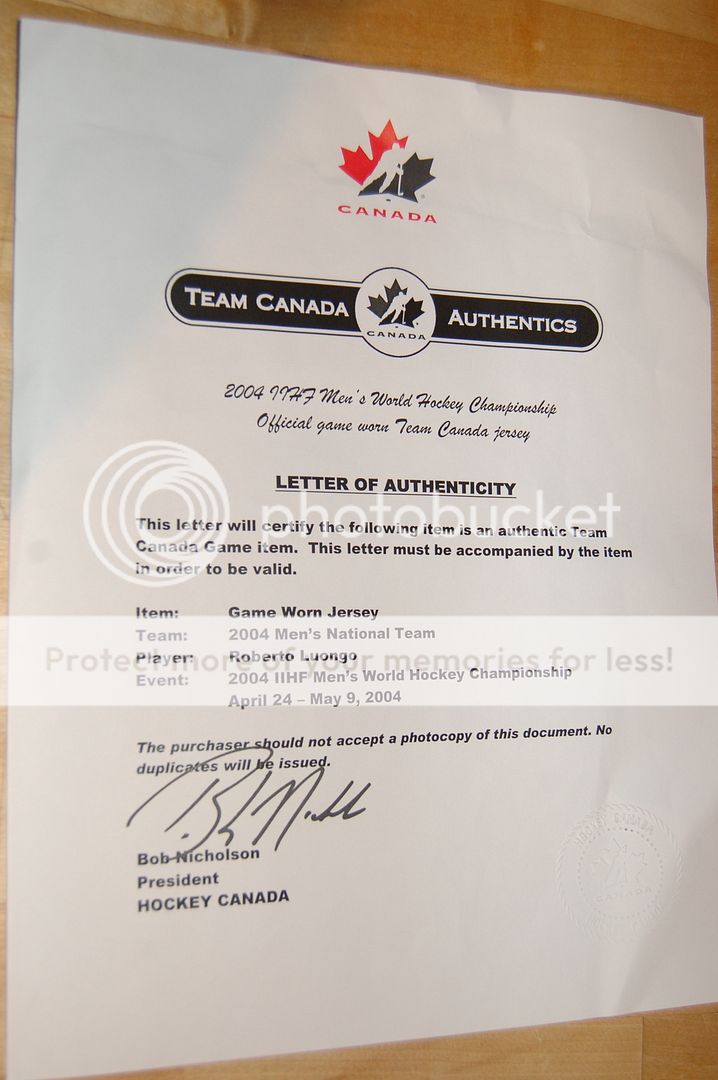 CANADA
TEAM CANADA AUTHENTICS
CANADA
2004 IIHF Men's World Hockey Championship
Official game worn Team Canada jersey
LETTER OF AUTHENTICITY
photobucket
This letter will certify the following item is an authentic Team
Canada Game item. This letter must be accompanied by the item
in order to be valid.
Item: Game Worn Jersey
Team: 2004 Men's National Team
Protect more of your memories for less!
Player: Roberto Luongo
Event: 2004 IIHF Men's World Hockey Championship
April 24 – May 9, 2004
The purchaser should not accept a photocopy of this document. No
duplicates will be issued.
Bob Nicholson
President
HOCKEY CANADA
HOCKEY CANADA
CANADA